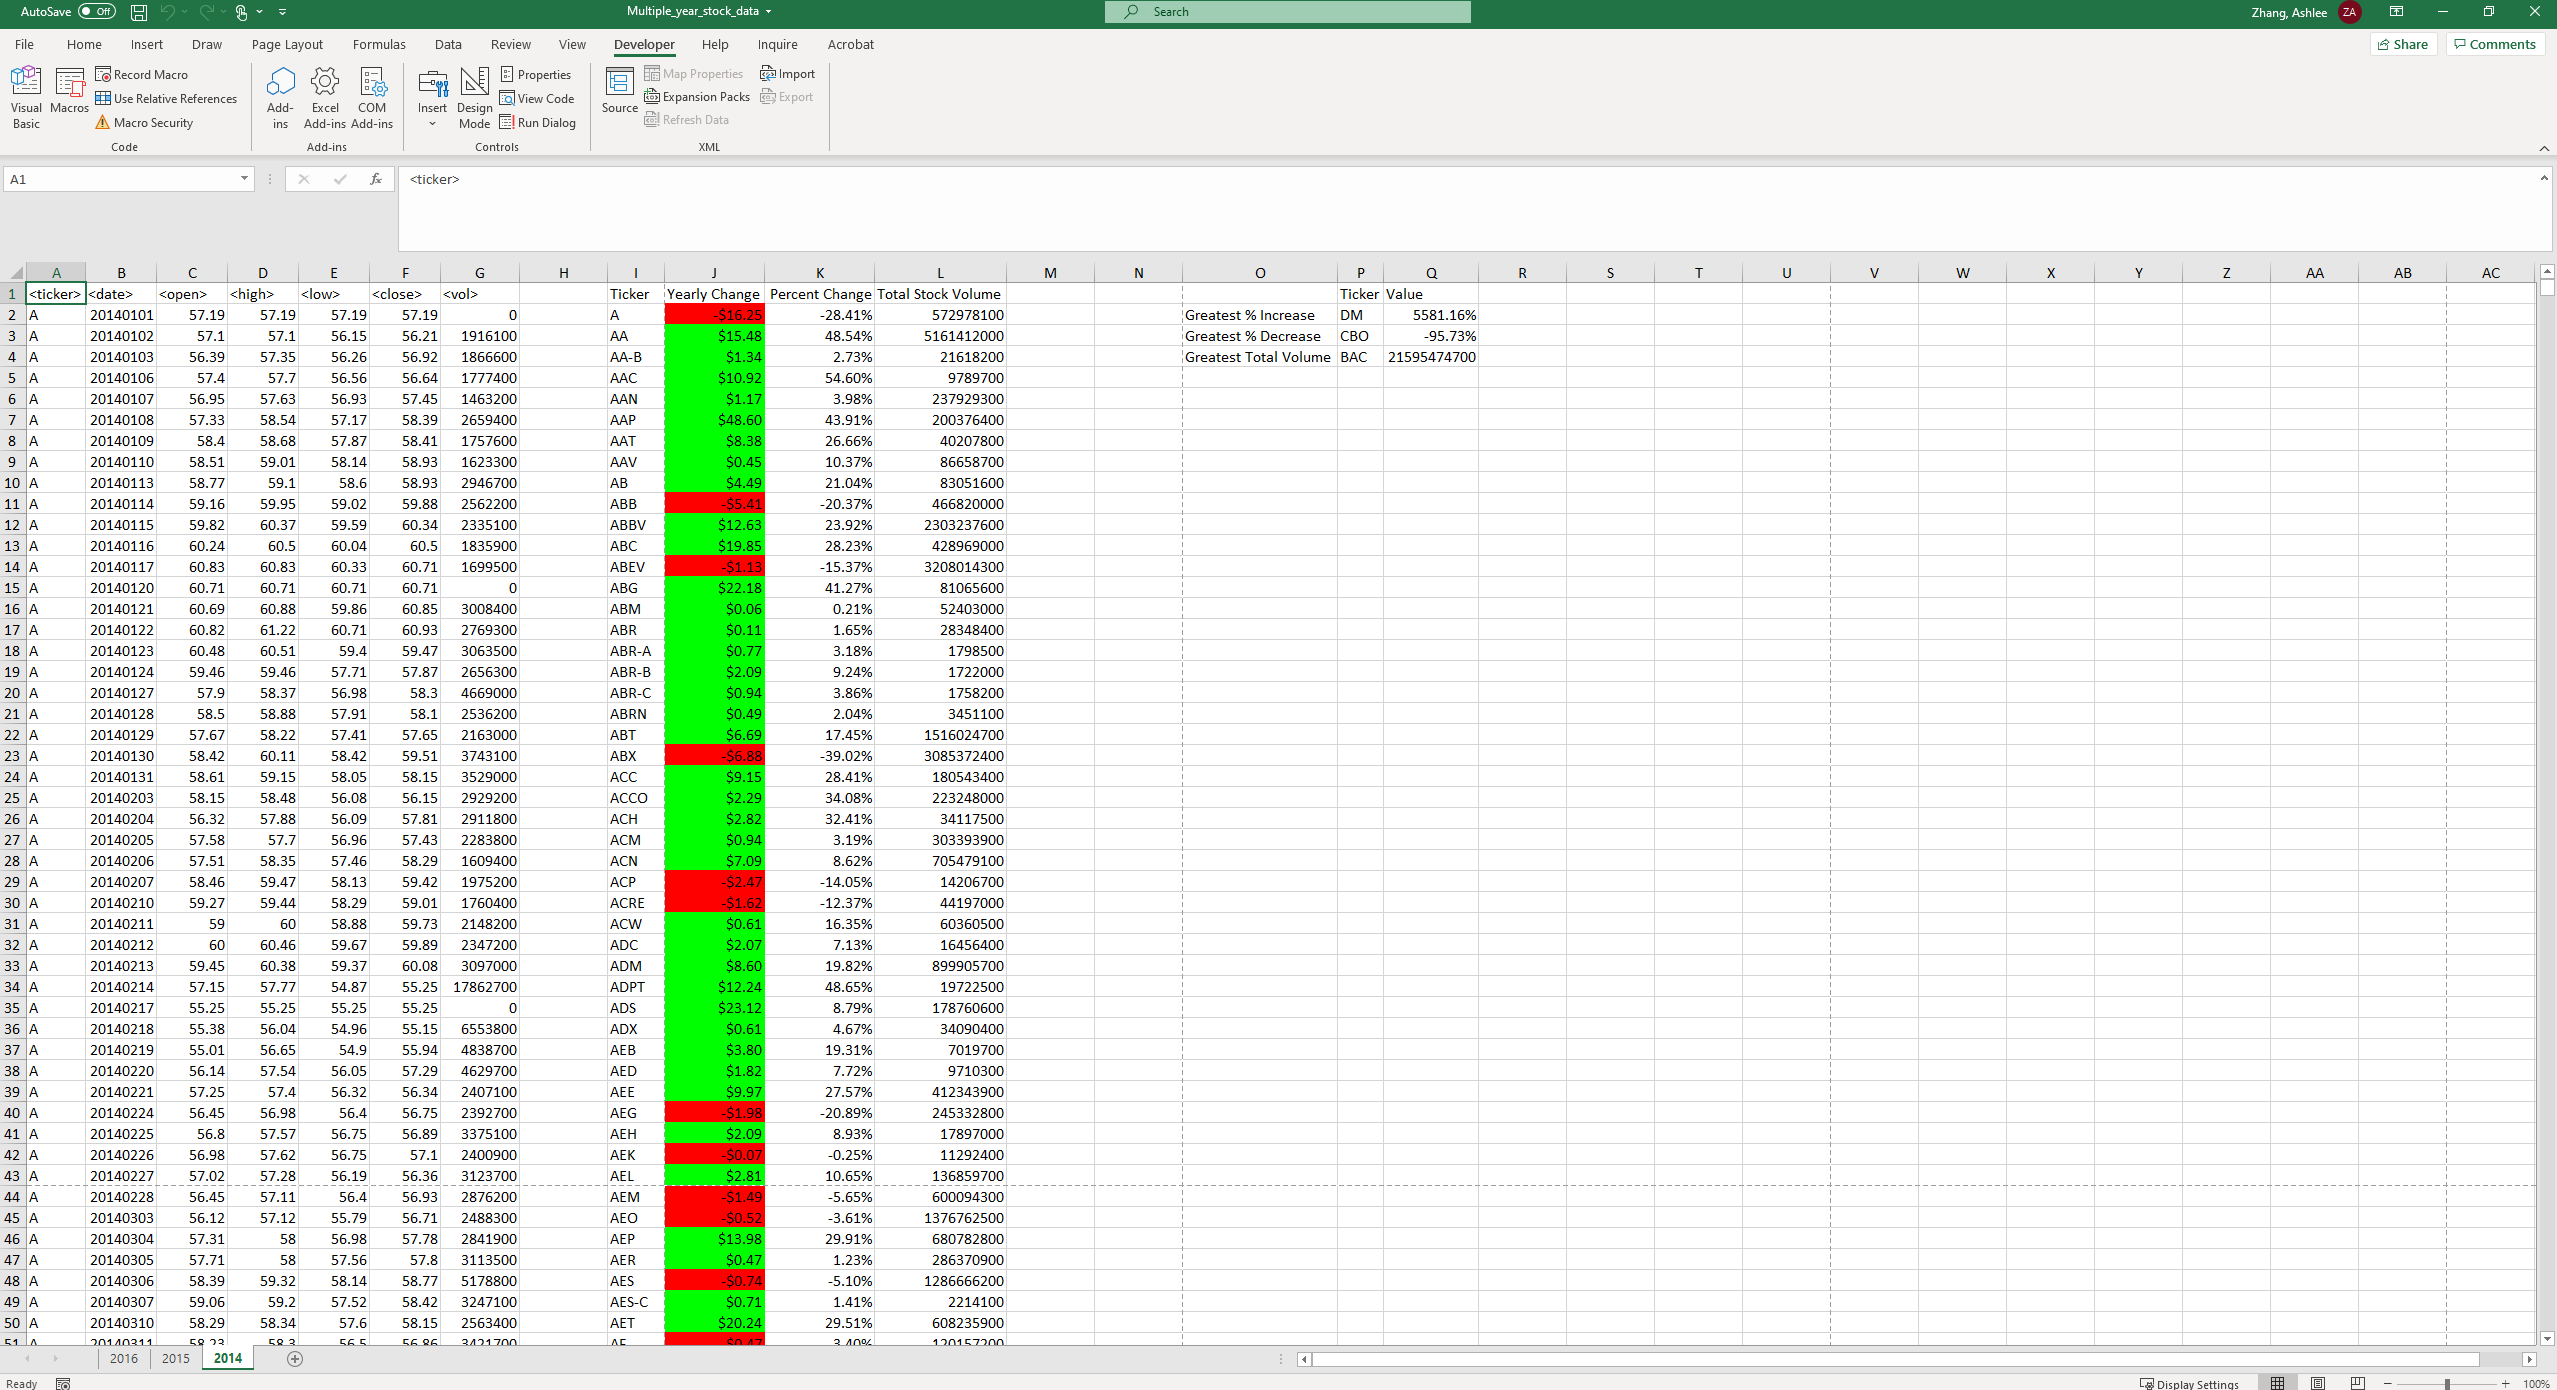 AutoSave Off Multiple_year_stock_data Search Zhang, Ashlee ZA
File Home Insert Draw Page Layout Formulas Data Review View Developer Help Inquire Acrobat Share Comments
Visual Basic Macros Record Macro Use Relative References Macro Security Code
Add-ins Excel Add-ins COM Add-ins Add-ins
Insert Design Mode Properties View Code Run Dialog Controls
Source Map Properties Expansion Packs Refresh Data Import Export XML
A1 fx <ticker>
A B C D E F G H I J K L M N O P Q R S T U V W X Y Z AA AB AC
1 <ticker> <date> <open> <high> <low> <close> <vol> Ticker Yearly Change Percent Change Total Stock Volume Ticker Value
2 A 20140101 57.19 57.19 57.19 57.19 0 A -$16.25 -28.41% 572978100 Greatest % Increase DM 5581.16%
3 A 20140102 57.1 57.1 56.15 56.21 1916100 AA $15.48 48.54% 5161412000 Greatest % Decrease CBO -95.73%
4 A 20140103 56.39 57.35 56.26 56.92 1866600 AA-B $1.34 2.73% 21618200 Greatest Total Volume BAC 21595474700
5 A 20140106 57.4 57.7 56.56 56.64 1777400 AAC $10.92 54.60% 9789700
6 A 20140107 56.95 57.63 56.93 57.45 1463200 AAN $1.17 3.98% 237929300
7 A 20140108 57.33 58.54 57.17 58.39 2659400 AAP $48.60 43.91% 200376400
8 A 20140109 58.4 58.68 57.87 58.41 1757600 AAT $8.38 26.66% 40207800
9 A 20140110 58.51 59.01 58.14 58.93 1623300 AAV $0.45 10.37% 86658700
10 A 20140113 58.77 59.1 58.6 58.93 2946700 AB $4.49 21.04% 83051600
11 A 20140114 59.16 59.95 59.02 59.88 2562200 ABB -$5.41 -20.37% 466820000
12 A 20140115 59.82 60.37 59.59 60.34 2335100 ABBV $12.63 23.92% 2303237600
13 A 20140116 60.24 60.5 60.04 60.5 1835900 ABC $19.85 28.23% 428969000
14 A 20140117 60.83 60.83 60.33 60.71 1699500 ABEV -$1.13 -15.37% 3208014300
15 A 20140120 60.71 60.71 60.71 60.71 0 ABG $22.18 41.27% 81065600
16 A 20140121 60.69 60.88 59.86 60.85 3008400 ABM $0.06 0.21% 52403000
17 A 20140122 60.82 61.22 60.71 60.93 2769300 ABR $0.11 1.65% 28348400
18 A 20140123 60.48 60.51 59.4 59.47 3063500 ABR-A $0.77 3.18% 1798500
19 A 20140124 59.46 59.46 57.71 57.87 2656300 ABR-B $2.09 9.24% 1722000
20 A 20140127 57.9 58.37 56.98 58.3 4669000 ABR-C $0.94 3.86% 1758200
21 A 20140128 58.5 58.88 57.91 58.1 2536200 ABRN $0.49 2.04% 3451100
22 A 20140129 57.67 58.22 57.41 57.65 2163000 ABT $6.69 17.45% 1516024700
23 A 20140130 58.42 60.11 58.42 59.51 3743100 ABX -$6.88 -39.02% 3085372400
24 A 20140131 58.61 59.15 58.05 58.15 3529000 ACC $9.15 28.41% 180543400
25 A 20140203 58.15 58.48 56.08 56.15 2929200 ACCO $2.29 34.08% 223248000
26 A 20140204 56.32 57.88 56.09 57.81 2911800 ACH $2.82 32.41% 34117500
27 A 20140205 57.58 57.7 56.96 57.43 2283800 ACM $0.94 3.19% 303393900
28 A 20140206 57.51 58.35 57.46 58.29 1609400 ACN $7.09 8.62% 705479100
29 A 20140207 58.46 59.47 58.13 59.42 1975200 ACP -$2.47 -14.05% 14206700
30 A 20140210 59.27 59.44 58.29 59.01 1760400 ACRE -$1.62 -12.37% 44197000
31 A 20140211 59 60 58.88 59.73 2148200 ACW $0.61 16.35% 60360500
32 A 20140212 60 60.46 59.67 59.89 2347200 ADC $2.07 7.13% 16456400
33 A 20140213 59.45 60.38 59.37 60.08 3097000 ADM $8.60 19.82% 899905700
34 A 20140214 57.15 57.77 54.87 55.25 17862700 ADPT $12.24 48.65% 19722500
35 A 20140217 55.25 55.25 55.25 55.25 0 ADS $23.12 8.79% 178760600
36 A 20140218 55.38 56.04 54.96 55.15 6553800 ADX $0.61 4.67% 34090400
37 A 20140219 55.01 56.65 54.9 55.94 4838700 AEB $3.80 19.31% 7019700
38 A 20140220 56.14 57.54 56.05 57.29 4629700 AED $1.82 7.72% 9710300
39 A 20140221 57.25 57.4 56.32 56.34 2407100 AEE $9.97 27.57% 412343900
40 A 20140224 56.45 56.98 56.4 56.75 2392700 AEG -$1.98 -20.89% 245332800
41 A 20140225 56.8 57.57 56.75 56.89 3375100 AEH $2.09 8.93% 17897000
42 A 20140226 56.98 57.62 56.75 57.1 2400900 AEK -$0.07 -0.25% 11292400
43 A 20140227 57.02 57.28 56.19 56.36 3123700 AEL $2.81 10.65% 136859700
44 A 20140228 56.45 57.11 56.4 56.93 2876200 AEM -$1.49 -5.65% 600094300
45 A 20140303 56.12 57.12 55.79 56.71 2488300 AEO -$0.52 -3.61% 1376762500
46 A 20140304 57.31 58 56.98 57.78 2841900 AEP $13.98 29.91% 680782800
47 A 20140305 57.71 58 57.56 57.8 3113500 AER $0.47 1.23% 286370900
48 A 20140306 58.39 59.32 58.14 58.77 5178800 AES -$0.74 -5.10% 1286666200
49 A 20140307 59.06 59.2 57.52 58.42 3247100 AES-C $0.71 1.41% 2214100
50 A 20140310 58.29 58.34 57.6 58.15 2563400 AET $20.24 29.51% 608235900
51 A 20140311 58.23 58.3 56.5 56.86 3421700
2016 2015 2014
Ready Display Settings 100%